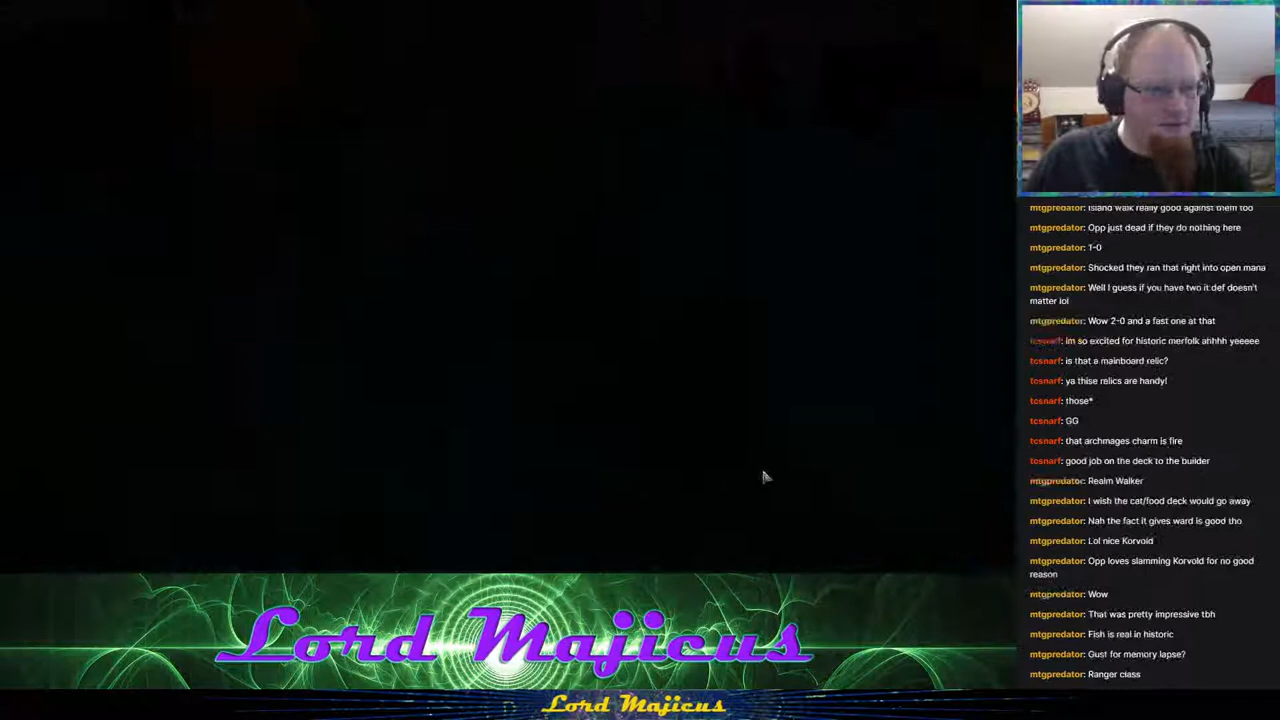 mtgpredator: Island walk really good against them too
mtgpredator: Opp just dead if they do nothing here
mtgpredator: T-0
mtgpredator: Shocked they ran that right into open mana
mtgpredator: Well I guess if you have two it def doesn't
matter lol
mtgpredator: Wow 2-0 and a fast one at that
tcsnarf: im so excited for historic merfolk ahhhh yeeeee
tcsnarf: is that a mainboard relic?
tcsnarf: ya thise relics are handy!
tcsnarf: those*
tcsnarf: GG
tcsnarf: that archmages charm is fire
tcsnarf: good job on the deck to the builder
mtgpredator: Realm Walker
mtgpredator: I wish the cat/food deck would go away
mtgpredator: Nah the fact it gives ward is good tho
mtgpredator: Lol nice Korvold
mtgpredator: Opp loves slamming Korvold for no good
reason
mtgpredator: Wow
mtgpredator: That was pretty impressive tbh
mtgpredator: Fish is real in historic
mtgpredator: Gust for memory lapse?
mtgpredator: Ranger class
Lord Majicus
Lord Majicus